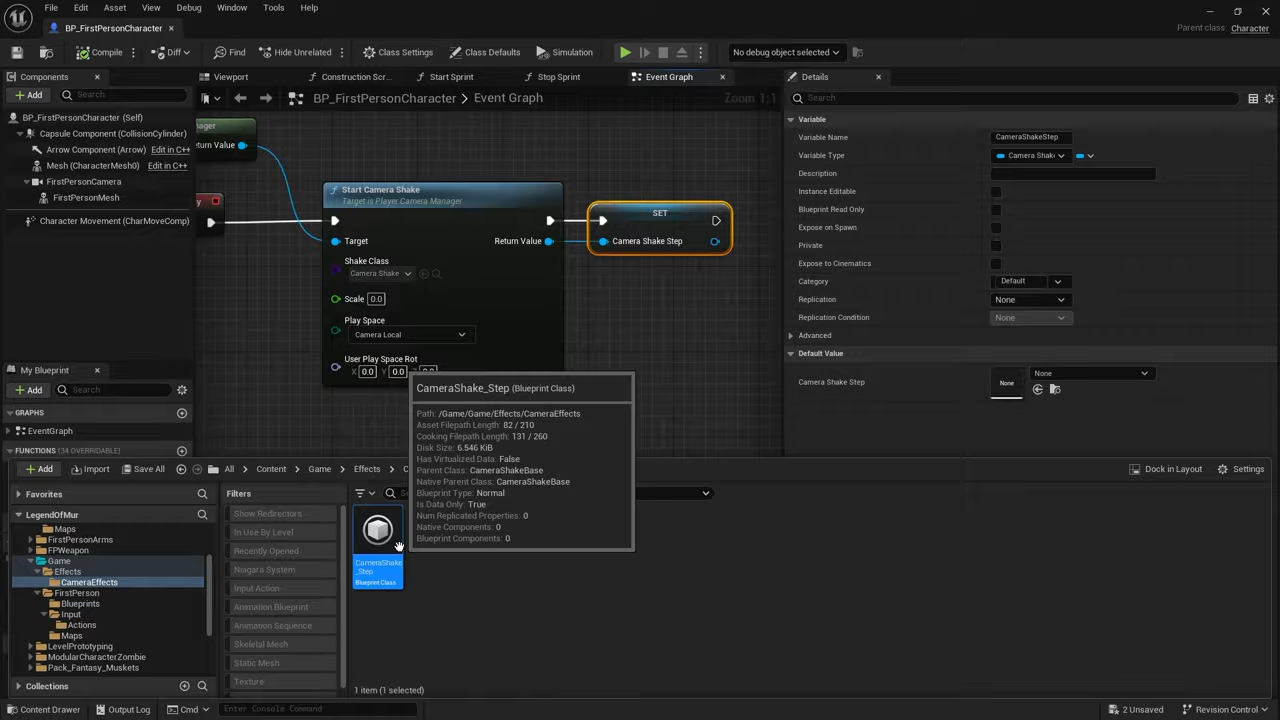 File Edit Asset View Debug Window Tools Help
BP_FirstPersonCharacter
Parent class: Character
Compile Diff Find Hide Unrelated Class Settings Class Defaults Simulation No debug object selected
Components
Viewport Construction Scr... Start Sprint Stop Sprint Event Graph
Details
Add Search
BP_FirstPersonCharacter > Event Graph
Zoom 1:1
Search
BP_FirstPersonCharacter (Self)
Capsule Component (CollisionCylinder)
Arrow Component (Arrow) Edit in C++
Mesh (CharacterMesh0) Edit in C++
FirstPersonCamera
FirstPersonMesh
Character Movement (CharMoveComp)
My Blueprint
Add Search
GRAPHS
EventGraph
FUNCTIONS (34 OVERRIDABLE)
Start Camera Shake
Target is Player Camera Manager
Target
Return Value
Shake Class
Camera Shake
Scale 0.0
Play Space
Camera Local
User Play Space Rot
X 0.0 Y 0.0
SET
Camera Shake Step
Variable
Variable Name CameraShakeStep
Variable Type
Description
Instance Editable
Blueprint Read Only
Expose on Spawn
Private
Expose to Cinematics
Category Default
Replication None
Replication Condition None
Advanced
Default Value
Camera Shake Step None None
CameraShake_Step (Blueprint Class)
Path: /Game/Game/Effects/CameraEffects
Asset Filepath Length: 82 / 210
Cooking Filepath Length: 131 / 260
Disk Size: 6.546 KiB
Has Virtualized Data: False
Parent Class: CameraShakeBase
Native Parent Class: CameraShakeBase
Blueprint Type: Normal
Is Data Only: True
Num Replicated Properties: 0
Native Components: 0
Blueprint Components: 0
Add Import Save All All > Content > Game > Effects >
Dock in Layout Settings
Favorites
LegendOfMur
Maps
FirstPersonArms
FPWeapon
Game
Effects
CameraEffects
FirstPerson
Blueprints
Input
Actions
Maps
LevelPrototyping
ModularCharacterZombie
Pack_Fantasy_Muskets
Collections
Filters
Show Redirectors
In Use By Level
Recently Opened
Niagara System
Input Action
Animation Blueprint
Animation Sequence
Skeletal Mesh
Static Mesh
Texture
CameraShake
_Step
Blueprint Class
1 item (1 selected)
Content Drawer Output Log Cmd Enter Console Command
2 Unsaved Revision Control